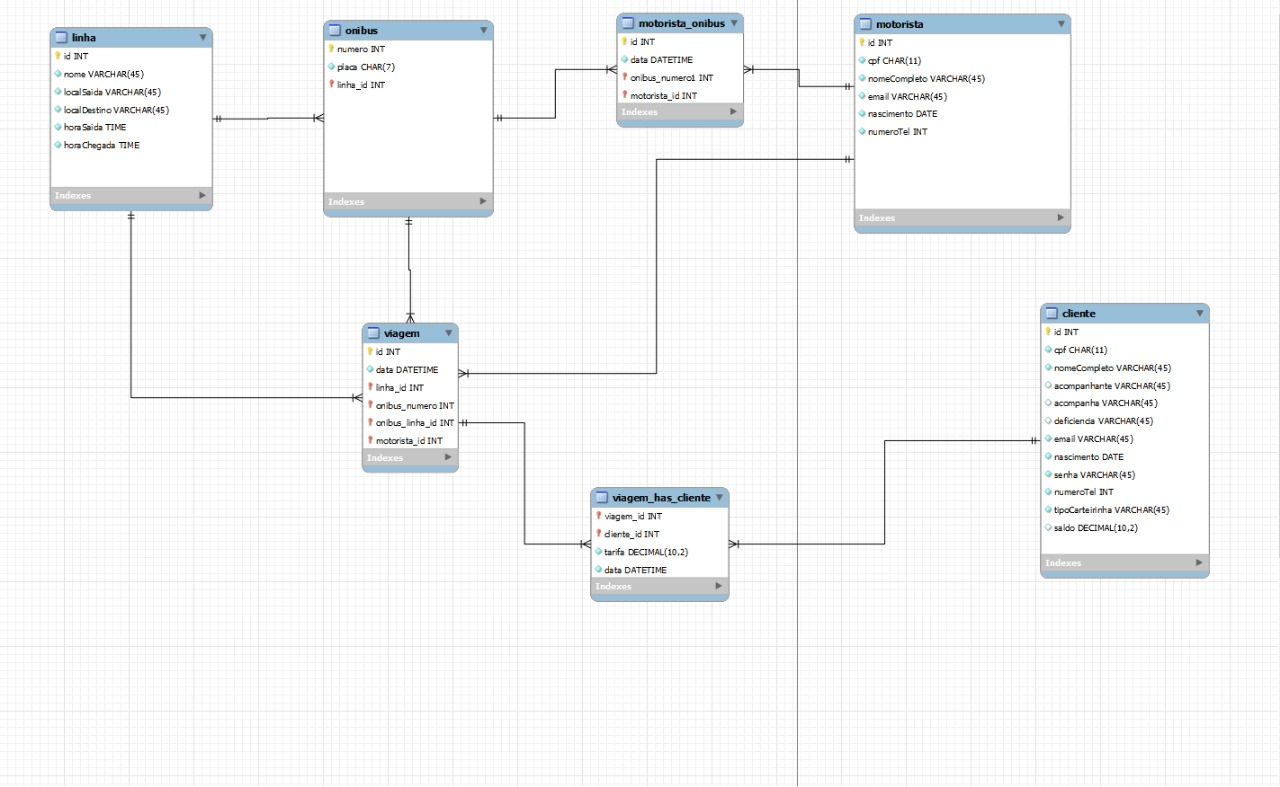 linha
id INT
nome VARCHAR(45)
localSaida VARCHAR(45)
localDestino VARCHAR(45)
horaSaida TIME
horaChegada TIME
Indexes
onibus
numero INT
placa CHAR(7)
linha_id INT
Indexes
motorista_onibus
id INT
data DATETIME
onibus_numero1 INT
motorista_id INT
Indexes
motorista
id INT
cpf CHAR(11)
nomeCompleto VARCHAR(45)
email VARCHAR(45)
nascimento DATE
numeroTel INT
Indexes
viagem
id INT
data DATETIME
linha_id INT
onibus_numero INT
onibus_linha_id INT
motorista_id INT
Indexes
cliente
id INT
cpf CHAR(11)
nomeCompleto VARCHAR(45)
acompanhante VARCHAR(45)
acompanha VARCHAR(45)
deficiencia VARCHAR(45)
email VARCHAR(45)
nascimento DATE
senha VARCHAR(45)
numeroTel INT
tipoCarteirinha VARCHAR(45)
saldo DECIMAL(10,2)
Indexes
viagem_has_cliente
viagem_id INT
cliente_id INT
tarifa DECIMAL(10,2)
data DATETIME
Indexes